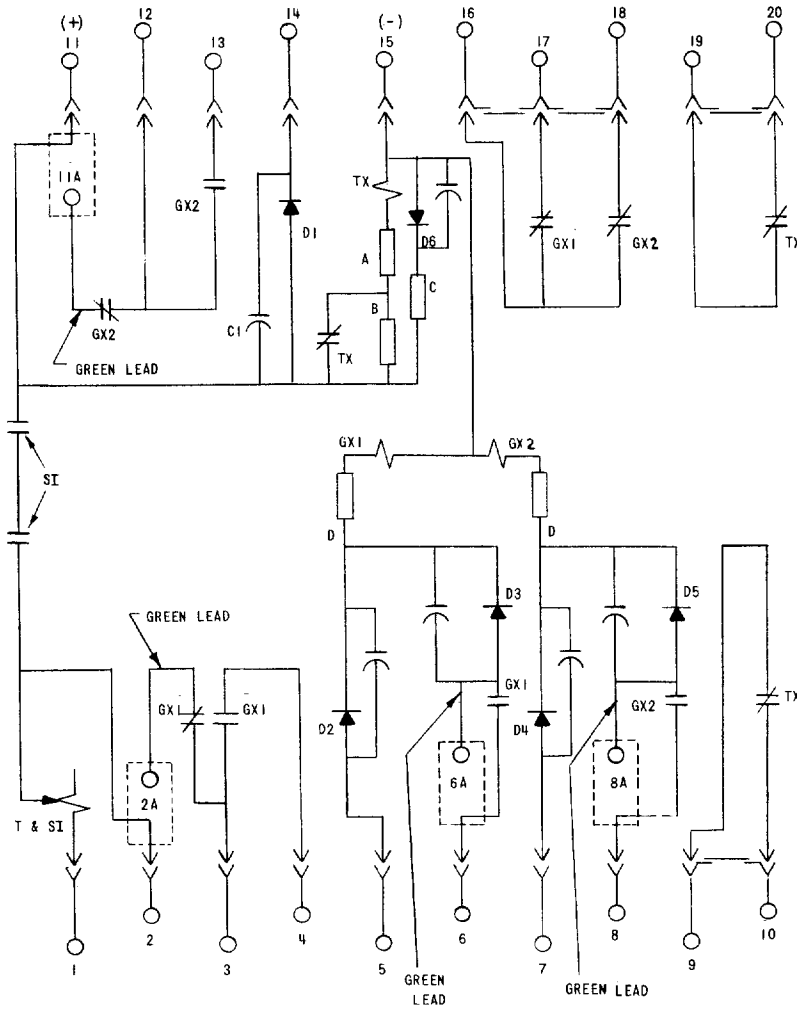 (+)
11
12
13
14
(-)
15
16
17
18
19
20
11A
GX2
D1
TX
D6
A
C
GX1
GX2
TX
B
C1
TX
GX2
GREEN LEAD
SI
GX1
GX2
D
D
GREEN LEAD
D3
D5
GX1
GX1
GX1
GX2
TX
D2
D4
2A
6A
8A
T & SI
1
2
3
4
5
6
7
8
9
10
GREEN
LEAD
GREEN LEAD